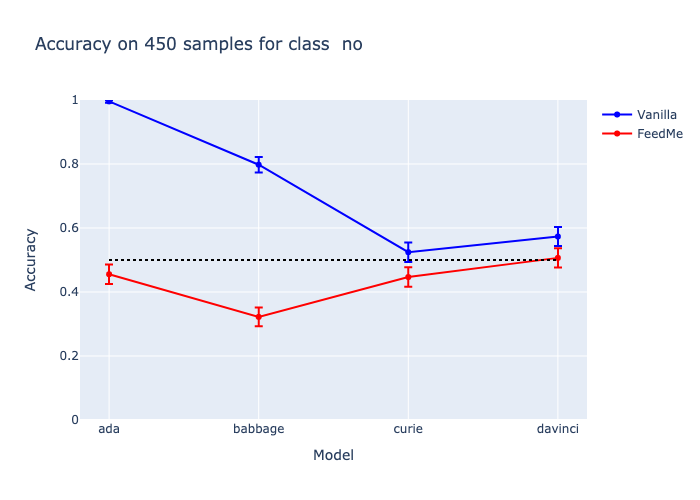 Accuracy on 450 samples for class  no
1
0.8
0.6
0.4
0.2
0
Accuracy
ada
babbage
curie
davinci
Model
Vanilla
FeedMe